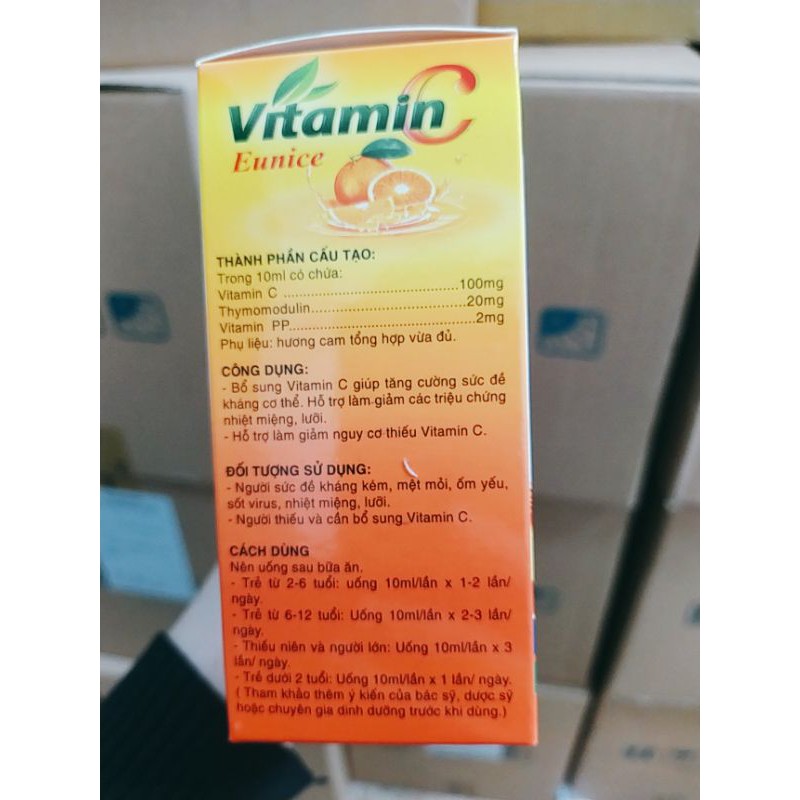 Vitamin C
Eunice
THÀNH PHẦN CẤU TẠO:
Trong 10ml có chứa:
Vitamin C ............................................100mg
Thymomodulin.......................................20mg
Vitamin PP...............................................2mg
Phụ liệu: hương cam tổng hợp vừa đủ.
CÔNG DỤNG:
- Bổ sung Vitamin C giúp tăng cường sức đề
kháng cơ thể. Hỗ trợ làm giảm các triệu chứng
nhiệt miệng, lưỡi.
- Hỗ trợ làm giảm nguy cơ thiếu Vitamin C.
ĐỐI TƯỢNG SỬ DỤNG:
- Người sức đề kháng kém, mệt mỏi, ốm yếu,
sốt virus, nhiệt miệng, lưỡi.
- Người thiếu và cần bổ sung Vitamin C.
CÁCH DÙNG
Nên uống sau bữa ăn.
- Trẻ từ 2-6 tuổi: uống 10ml/lần x 1-2 lần/
ngày.
- Trẻ từ 6-12 tuổi: Uống 10ml/lần x 2-3 lần/
ngày.
- Thiếu niên và người lớn: Uống 10ml/lần x 3
lần/ ngày.
- Trẻ dưới 2 tuổi: Uống 10ml/lần x 1 lần/ ngày.
( Tham khảo thêm ý kiến của bác sỹ, dược sỹ
hoặc chuyên gia dinh dưỡng trước khi dùng.)